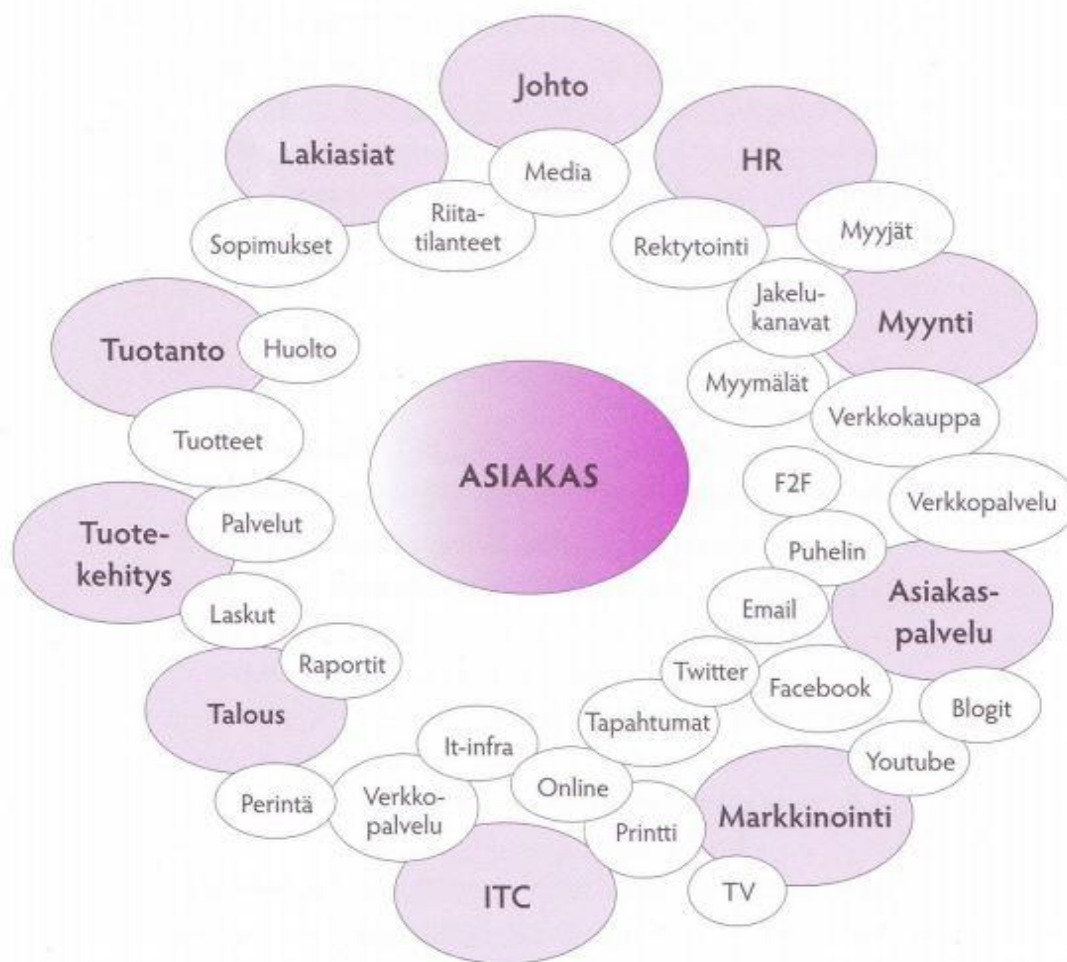 Johto
Lakiasiat
HR
Media
Riita-
tilanteet
Sopimukset
Rektytointi
Myyjät
Jakelu-
kanavat
Myynti
Tuotanto
Huolto
Myymälät
Verkkokauppa
Tuotteet
ASIAKAS
F2F
Verkkopalvelu
Palvelut
Tuote-
kehitys
Puhelin
Laskut
Email
Asiakas-
palvelu
Raportit
Twitter
Facebook
Talous
Tapahtumat
Blogit
It-infra
Youtube
Online
Perintä
Verkko-
palvelu
Markkinointi
Printti
TV
ITC